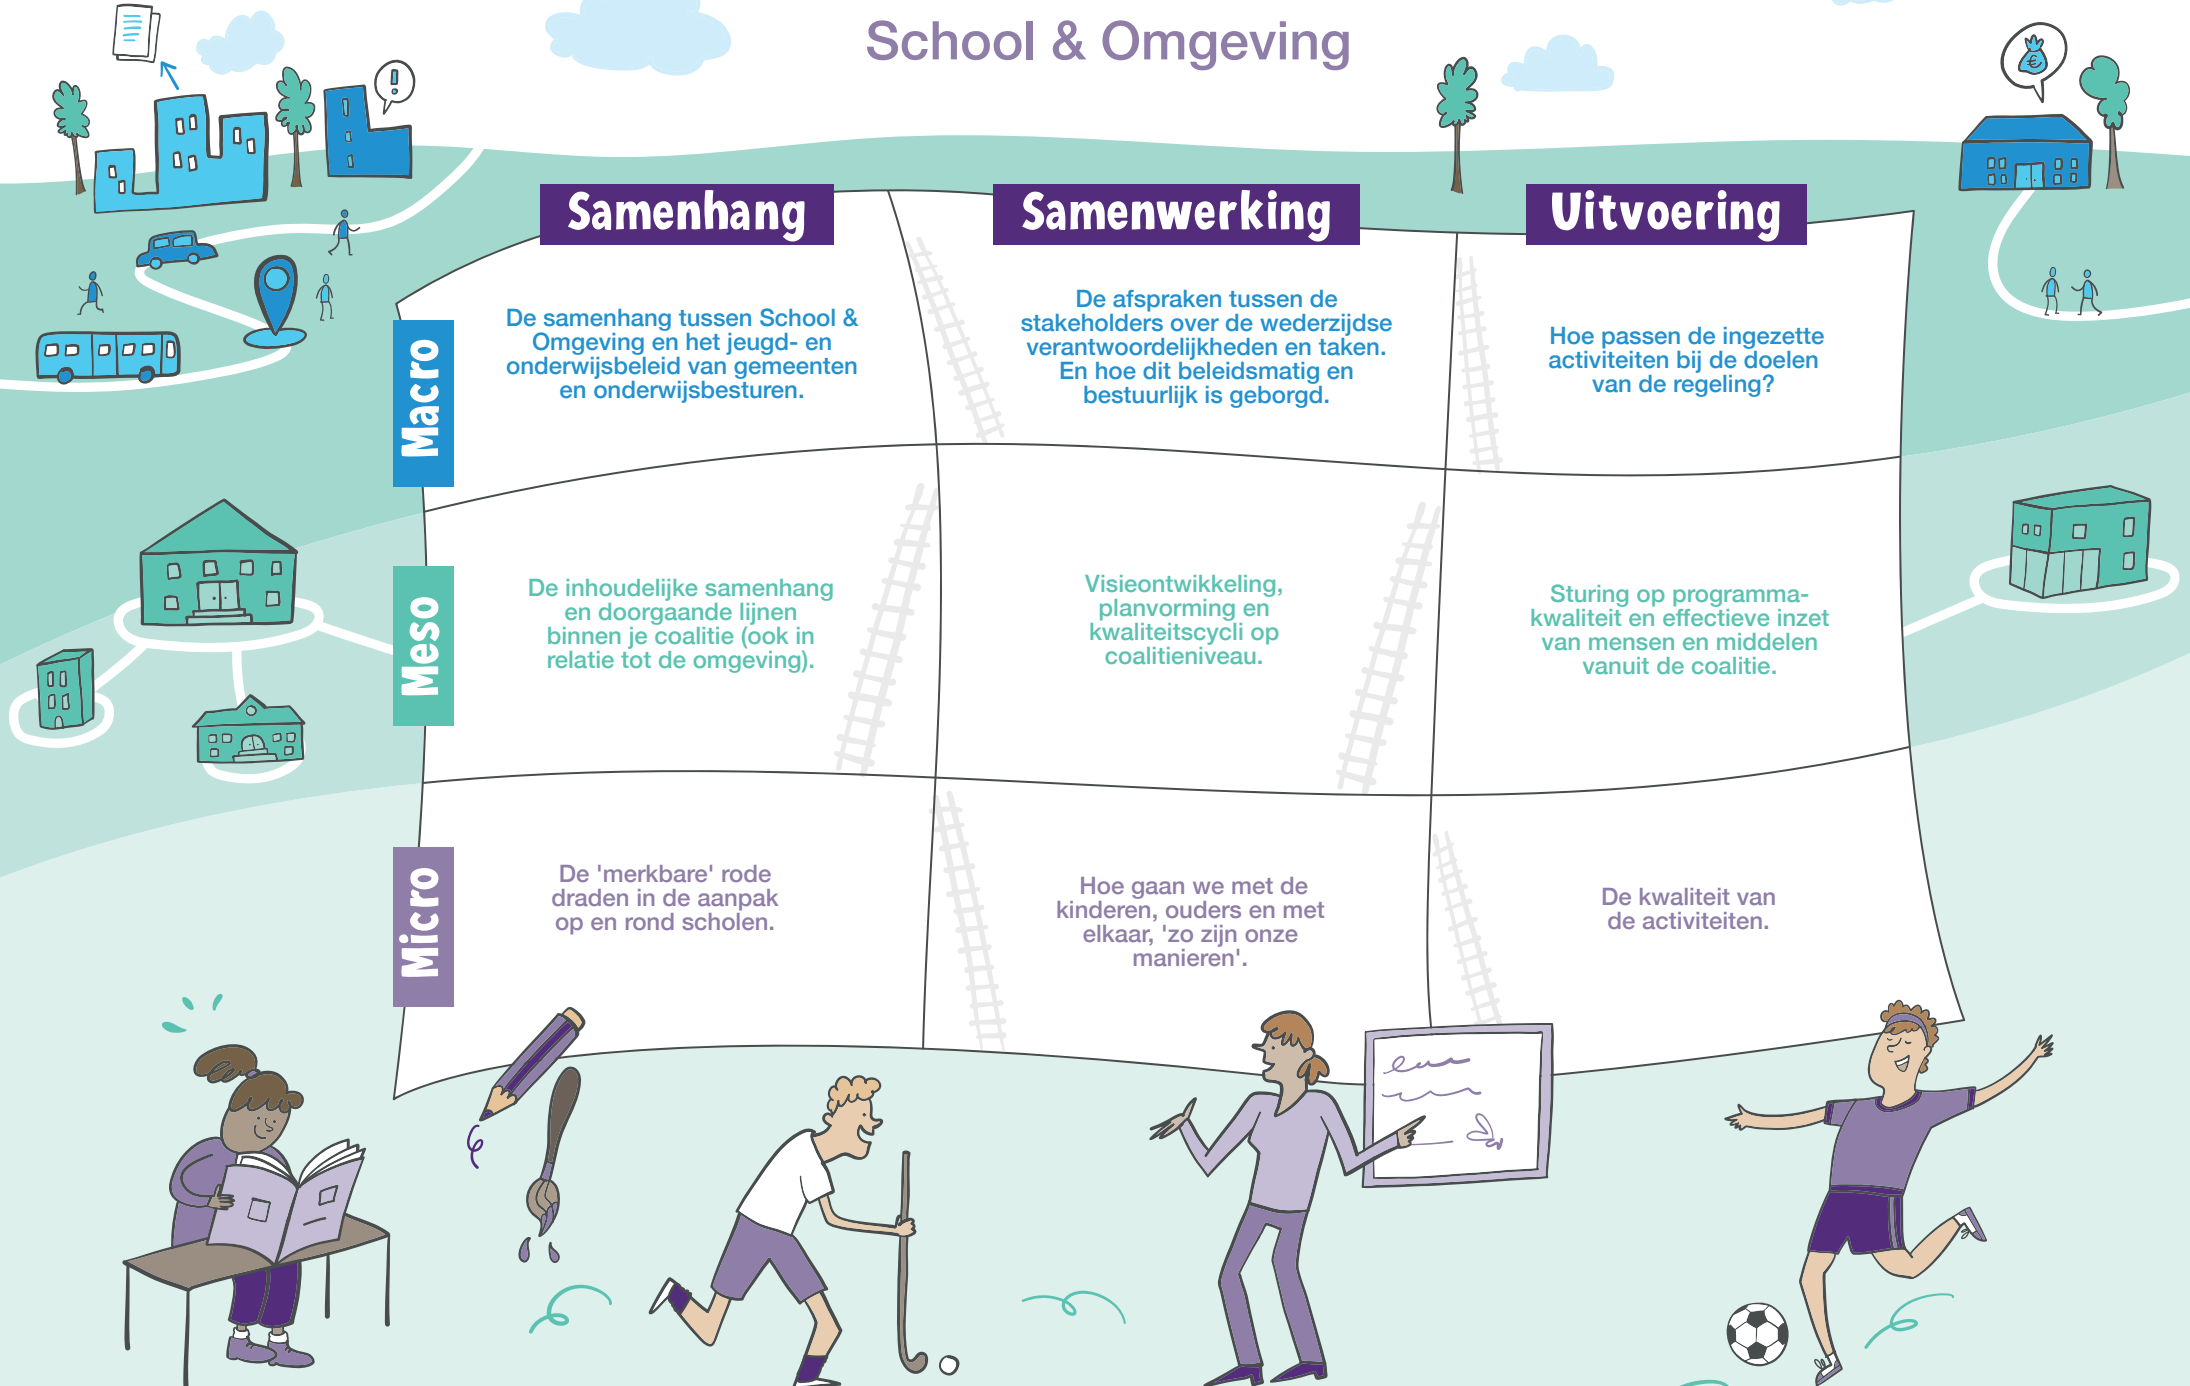 School & Omgeving
!
€
Samenhang
Samenwerking
Uitvoering
Macro
De samenhang tussen School &
Omgeving en het jeugd- en
onderwijsbeleid van gemeenten
en onderwijsbesturen.
De afspraken tussen de
stakeholders over de wederzijdse
verantwoordelijkheden en taken.
En hoe dit beleidsmatig en
bestuurlijk is geborgd.
Hoe passen de ingezette
activiteiten bij de doelen
van de regeling?
Meso
De inhoudelijke samenhang
en doorgaande lijnen
binnen je coalitie (ook in
relatie tot de omgeving).
Visieontwikkeling,
planvorming en
kwaliteitscycli op
coalitieniveau.
Sturing op programma-
kwaliteit en effectieve inzet
van mensen en middelen
vanuit de coalitie.
Micro
De 'merkbare' rode
draden in de aanpak
op en rond scholen.
Hoe gaan we met de
kinderen, ouders en met
elkaar, 'zo zijn onze
manieren'.
De kwaliteit van
de activiteiten.